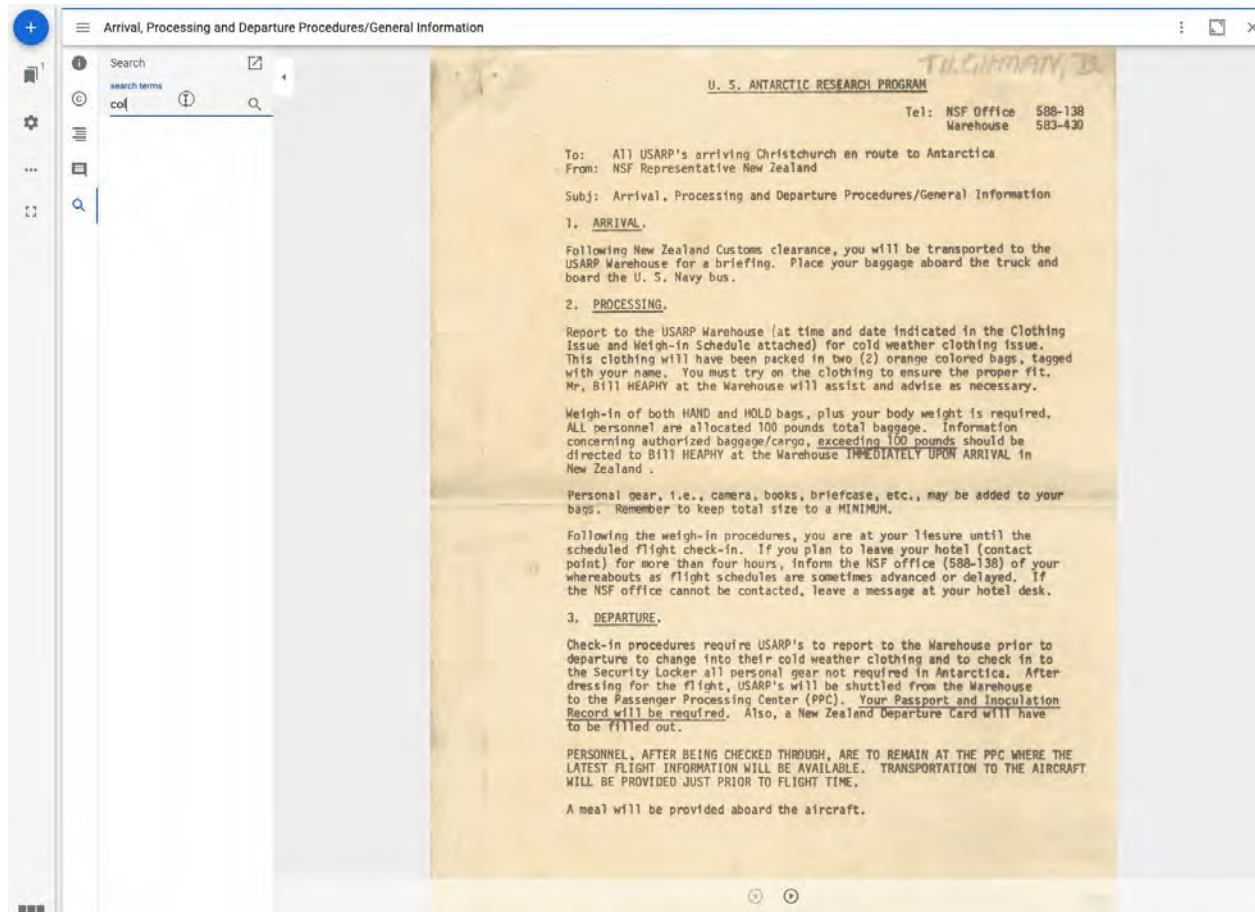 Arrival, Processing and Departure Procedures/General Information
1
Search
search terms
col
TILGHMAN, B
U. S. ANTARCTIC RESEARCH PROGRAM
Tel: NSF Office 588-138
Warehouse 583-430
To: All USARP's arriving Christchurch en route to Antarctica
From: NSF Representative New Zealand
Subj: Arrival, Processing and Departure Procedures/General Information
1. ARRIVAL.
Following New Zealand Customs clearance, you will be transported to the
USARP Warehouse for a briefing. Place your baggage aboard the truck and
board the U. S. Navy bus.
2. PROCESSING.
Report to the USARP Warehouse (at time and date indicated in the Clothing
Issue and Weigh-in Schedule attached) for cold weather clothing issue.
This clothing will have been packed in two (2) orange colored bags, tagged
with your name. You must try on the clothing to ensure the proper fit.
Mr. Bill HEAPHY at the Warehouse will assist and advise as necessary.
Weigh-in of both HAND and HOLD bags, plus your body weight is required.
ALL personnel are allocated 100 pounds total baggage. Information
concerning authorized baggage/cargo, exceeding 100 pounds should be
directed to Bill HEAPHY at the Warehouse IMMEDIATELY UPON ARRIVAL in
New Zealand .
Personal gear, i.e., camera, books, briefcase, etc., may be added to your
bags. Remember to keep total size to a MINIMUM.
Following the weigh-in procedures, you are at your liesure until the
scheduled flight check-in. If you plan to leave your hotel (contact
point) for more than four hours, inform the NSF office (588-138) of your
whereabouts as flight schedules are sometimes advanced or delayed. If
the NSF office cannot be contacted, leave a message at your hotel desk.
3. DEPARTURE.
Check-in procedures require USARP's to report to the Warehouse prior to
departure to change into their cold weather clothing and to check in to
the Security Locker all personal gear not required in Antarctica. After
dressing for the flight, USARP's will be shuttled from the Warehouse
to the Passenger Processing Center (PPC). Your Passport and Inoculation
Record will be required. Also, a New Zealand Departure Card will have
to be filled out.
PERSONNEL, AFTER BEING CHECKED THROUGH, ARE TO REMAIN AT THE PPC WHERE THE
LATEST FLIGHT INFORMATION WILL BE AVAILABLE. TRANSPORTATION TO THE AIRCRAFT
WILL BE PROVIDED JUST PRIOR TO FLIGHT TIME.
A meal will be provided aboard the aircraft.